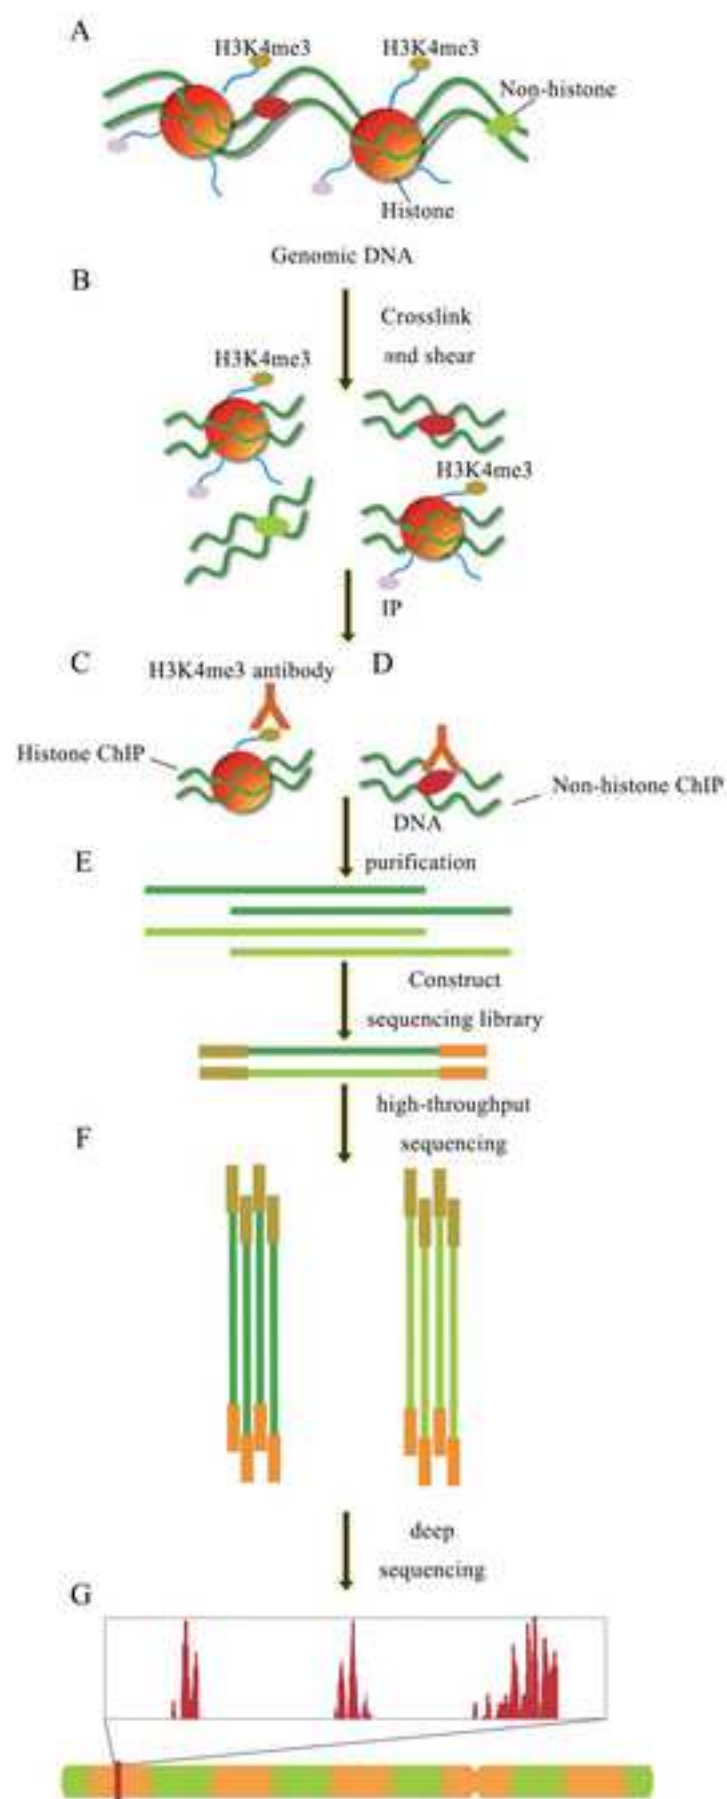 A
H3K4me3
H3K4me3
Non-histone
Histone
Genomic DNA
B
Crosslink
and shear
H3K4me3
H3K4me3
IP
C
D
H3K4me3 antibody
Histone ChIP
Non-histone ChIP
DNA
purification
E
Construct
sequencing library
high-throughput
sequencing
F
deep
sequencing
G